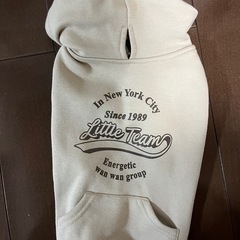 In New York City
Since 1989
Little Team
Energetic
wan wan group